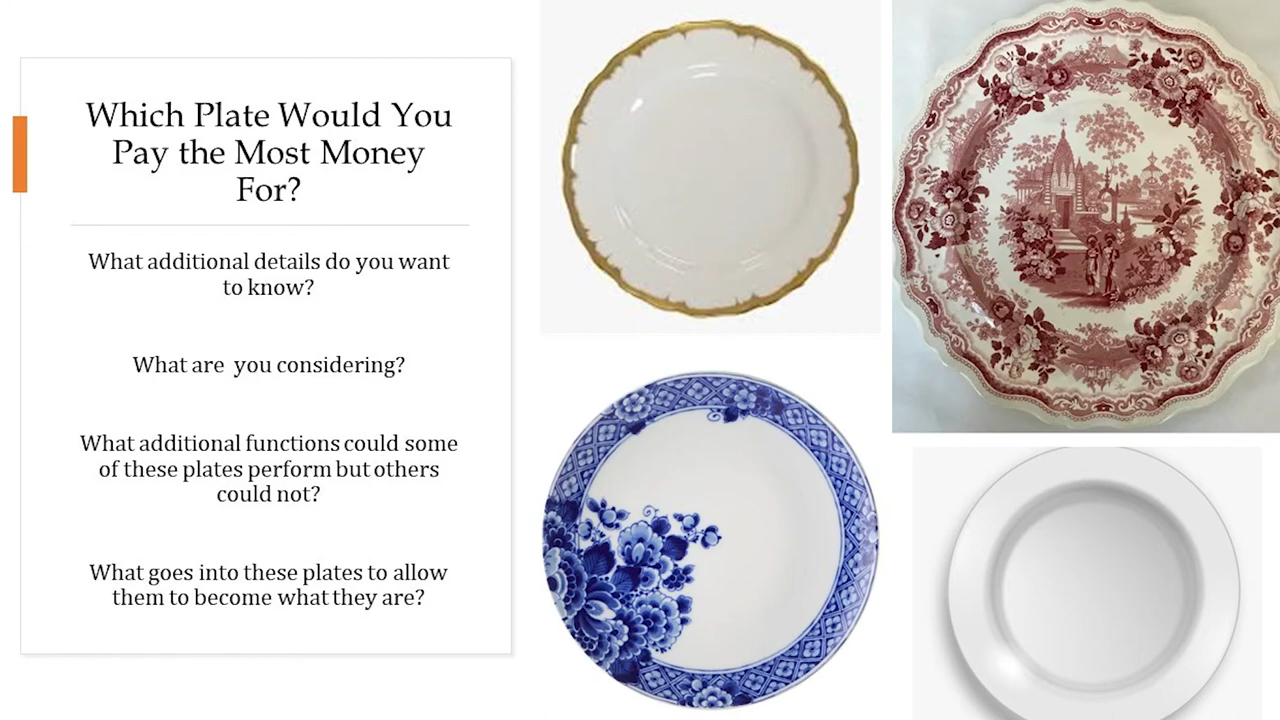 Which Plate Would You
Pay the Most Money
For?
What additional details do you want
to know?
What are you considering?
What additional functions could some
of these plates perform but others
could not?
What goes into these plates to allow
them to become what they are?